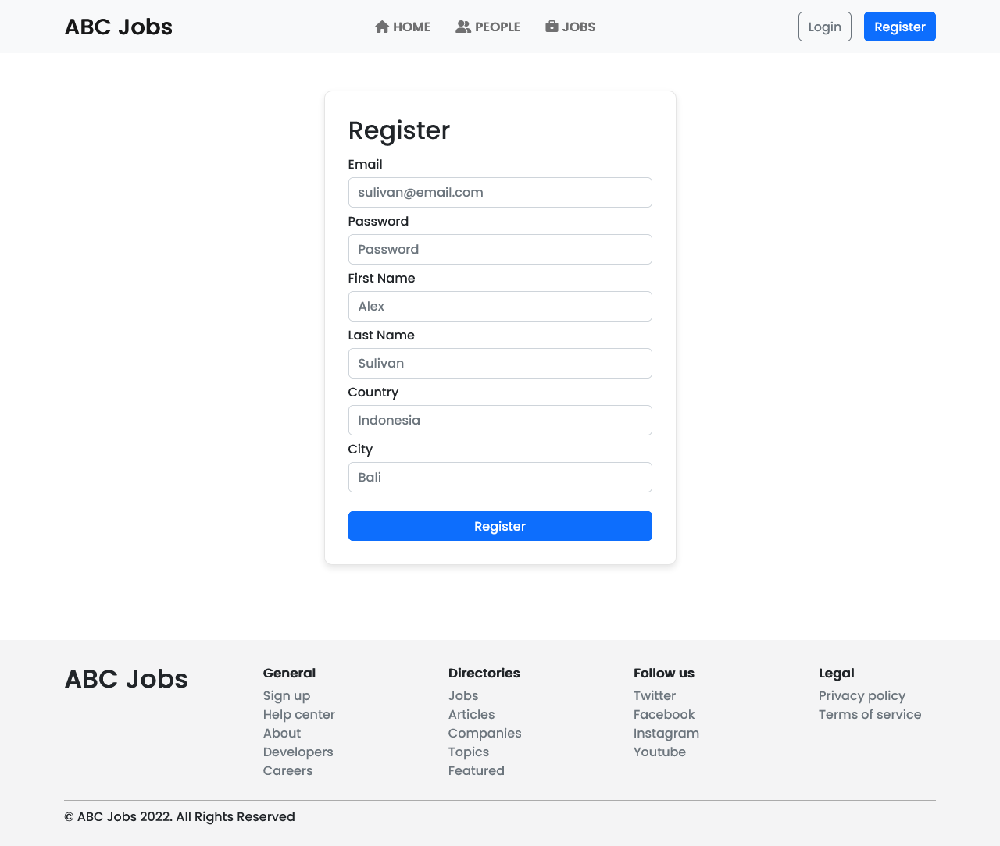 ABC Jobs
HOME
PEOPLE
JOBS
Login
Register
Register
Email
sulivan@email.com
Password
Password
First Name
Alex
Last Name
Sulivan
Country
Indonesia
City
Bali
Register
ABC Jobs
General
Sign up
Help center
About
Developers
Careers
Directories
Jobs
Articles
Companies
Topics
Featured
Follow us
Twitter
Facebook
Instagram
Youtube
Legal
Privacy policy
Terms of service
© ABC Jobs 2022. All Rights Reserved